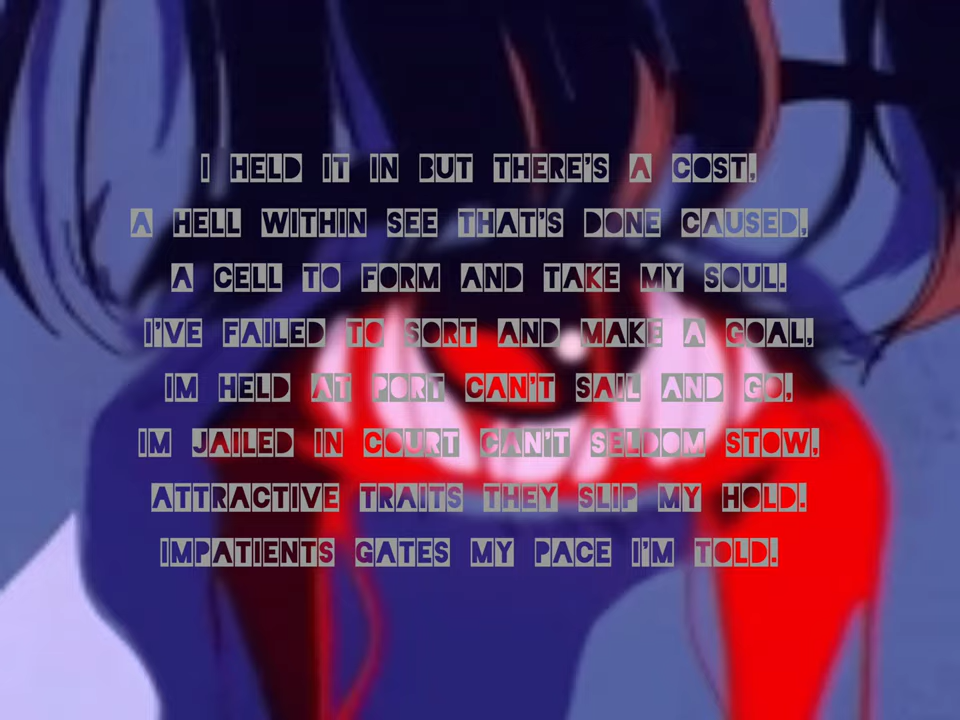 I HELD IT IN BUT THERE'S A COST,
A HELL WITHIN SEE THAT'S DONE CAUSED,
A CELL TO FORM AND TAKE MY SOUL.
I'VE FAILED TO SORT AND MAKE A GOAL,
IM HELD AT PORT CAN'T SAIL AND GO,
IM JAILED IN COURT CAN'T SELDOM STOW,
ATTRACTIVE TRAITS THEY SLIP MY HOLD.
IMPATIENTS GATES MY PACE I'M TOLD.